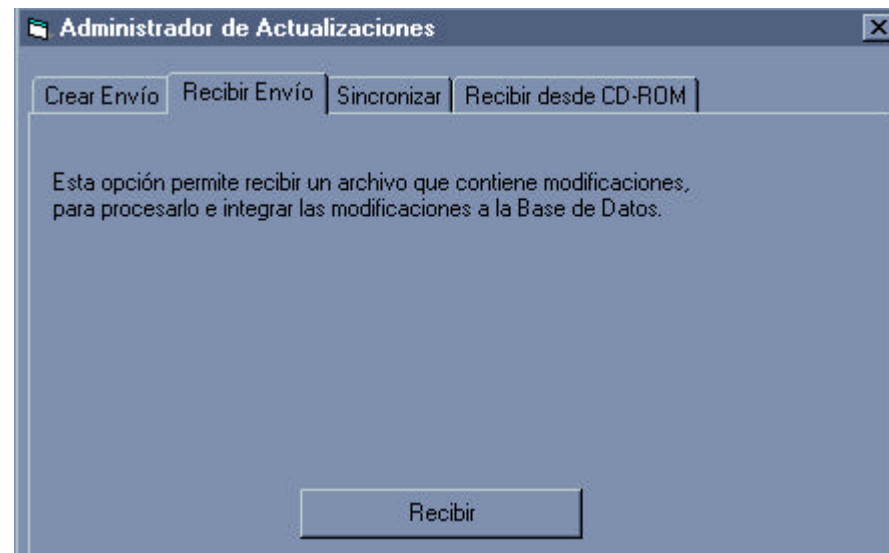 Administrador de Actualizaciones
Crear Envío Recibir Envío Sincronizar Recibir desde CD-ROM
Esta opción permite recibir un archivo que contiene modificaciones,
para procesarlo e integrar las modificaciones a la Base de Datos.
Recibir